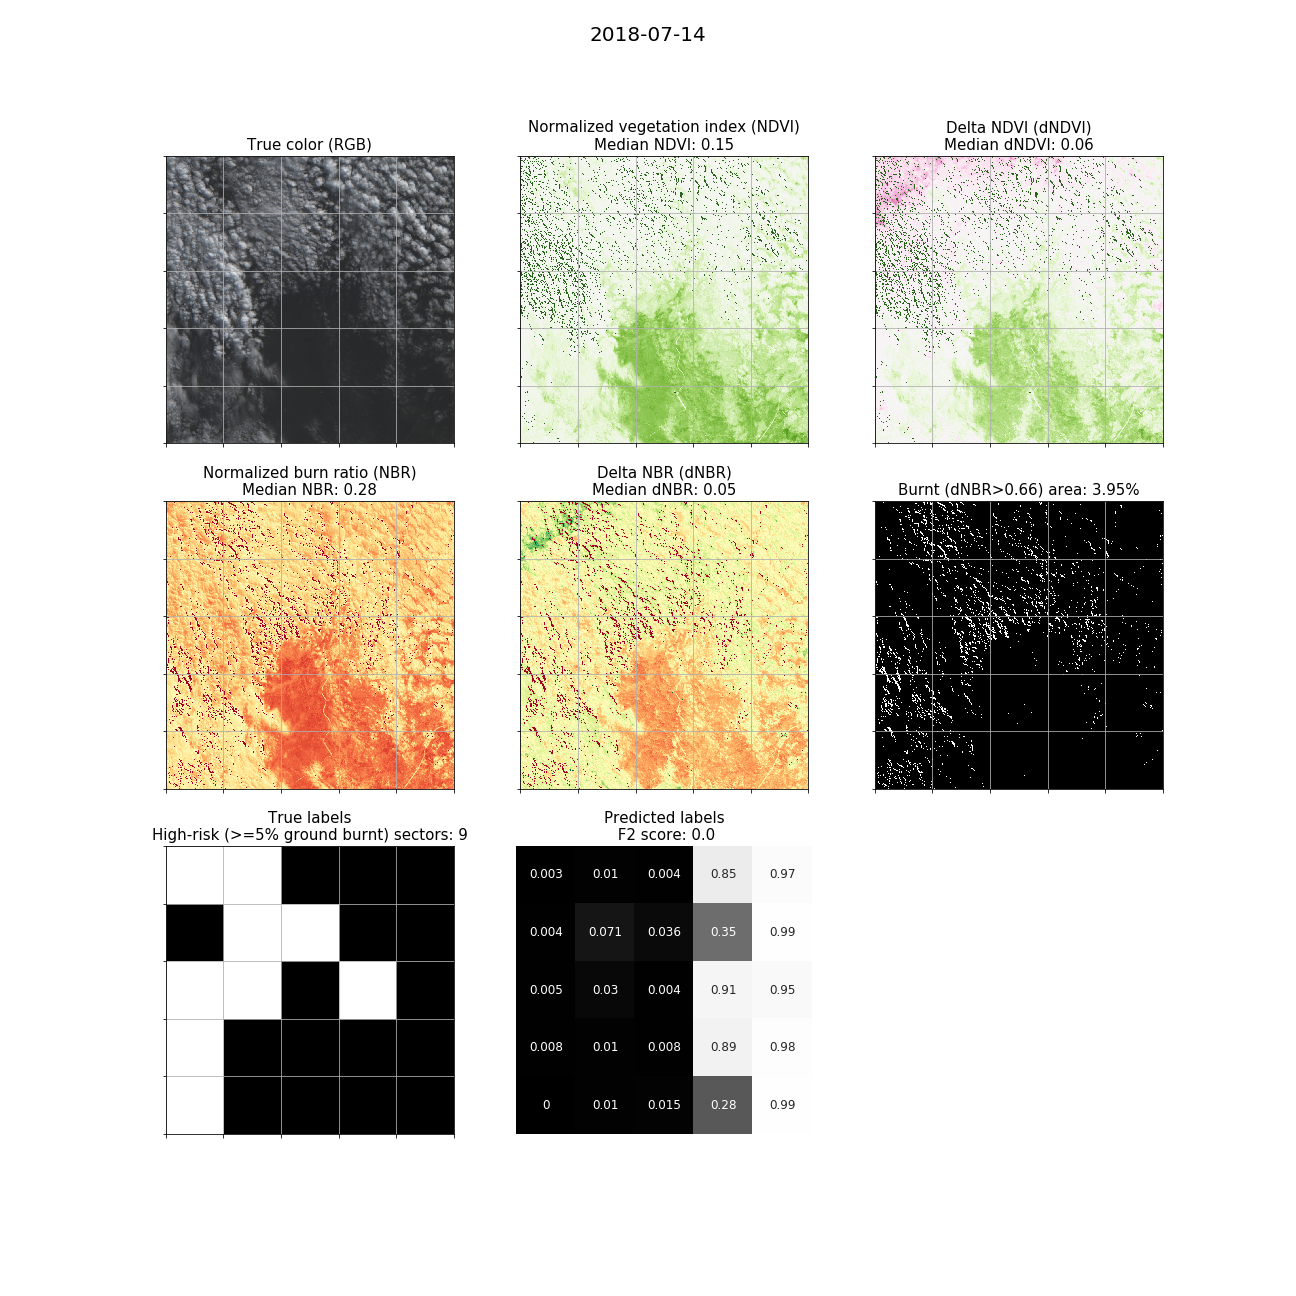 2018-07-14
True color (RGB)
Normalized vegetation index (NDVI)
Median NDVI: 0.15
Delta NDVI (dNDVI)
Median dNDVI: 0.06
Normalized burn ratio (NBR)
Median NBR: 0.28
Delta NBR (dNBR)
Median dNBR: 0.05
Burnt (dNBR>0.66) area: 3.95%
True labels
High-risk (>=5% ground burnt) sectors: 9
Predicted labels
F2 score: 0.0
0.003 0.01 0.004 0.85 0.97
0.004 0.071 0.036 0.35 0.99
0.005 0.03 0.004 0.91 0.95
0.008 0.01 0.008 0.89 0.98
0 0.01 0.015 0.28 0.99